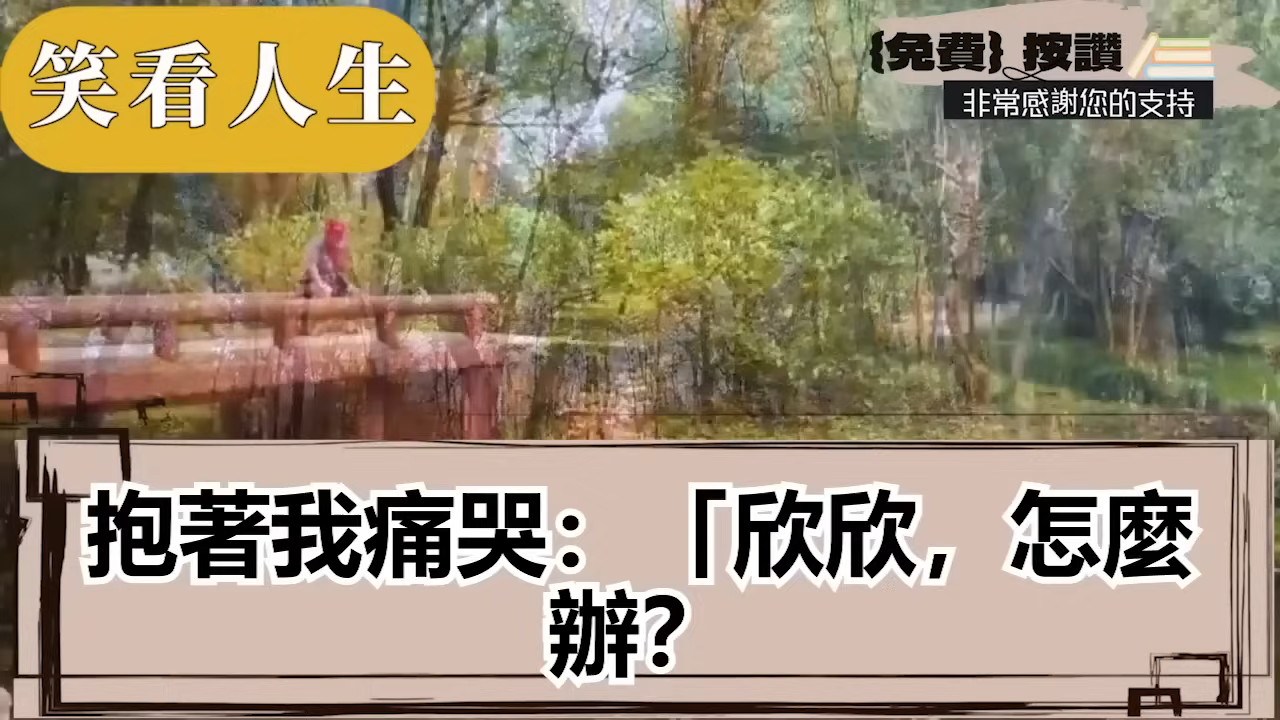 笑看人生
{免費} 按讚
非常感謝您的支持
抱著我痛哭：「欣欣，怎麼
辦？